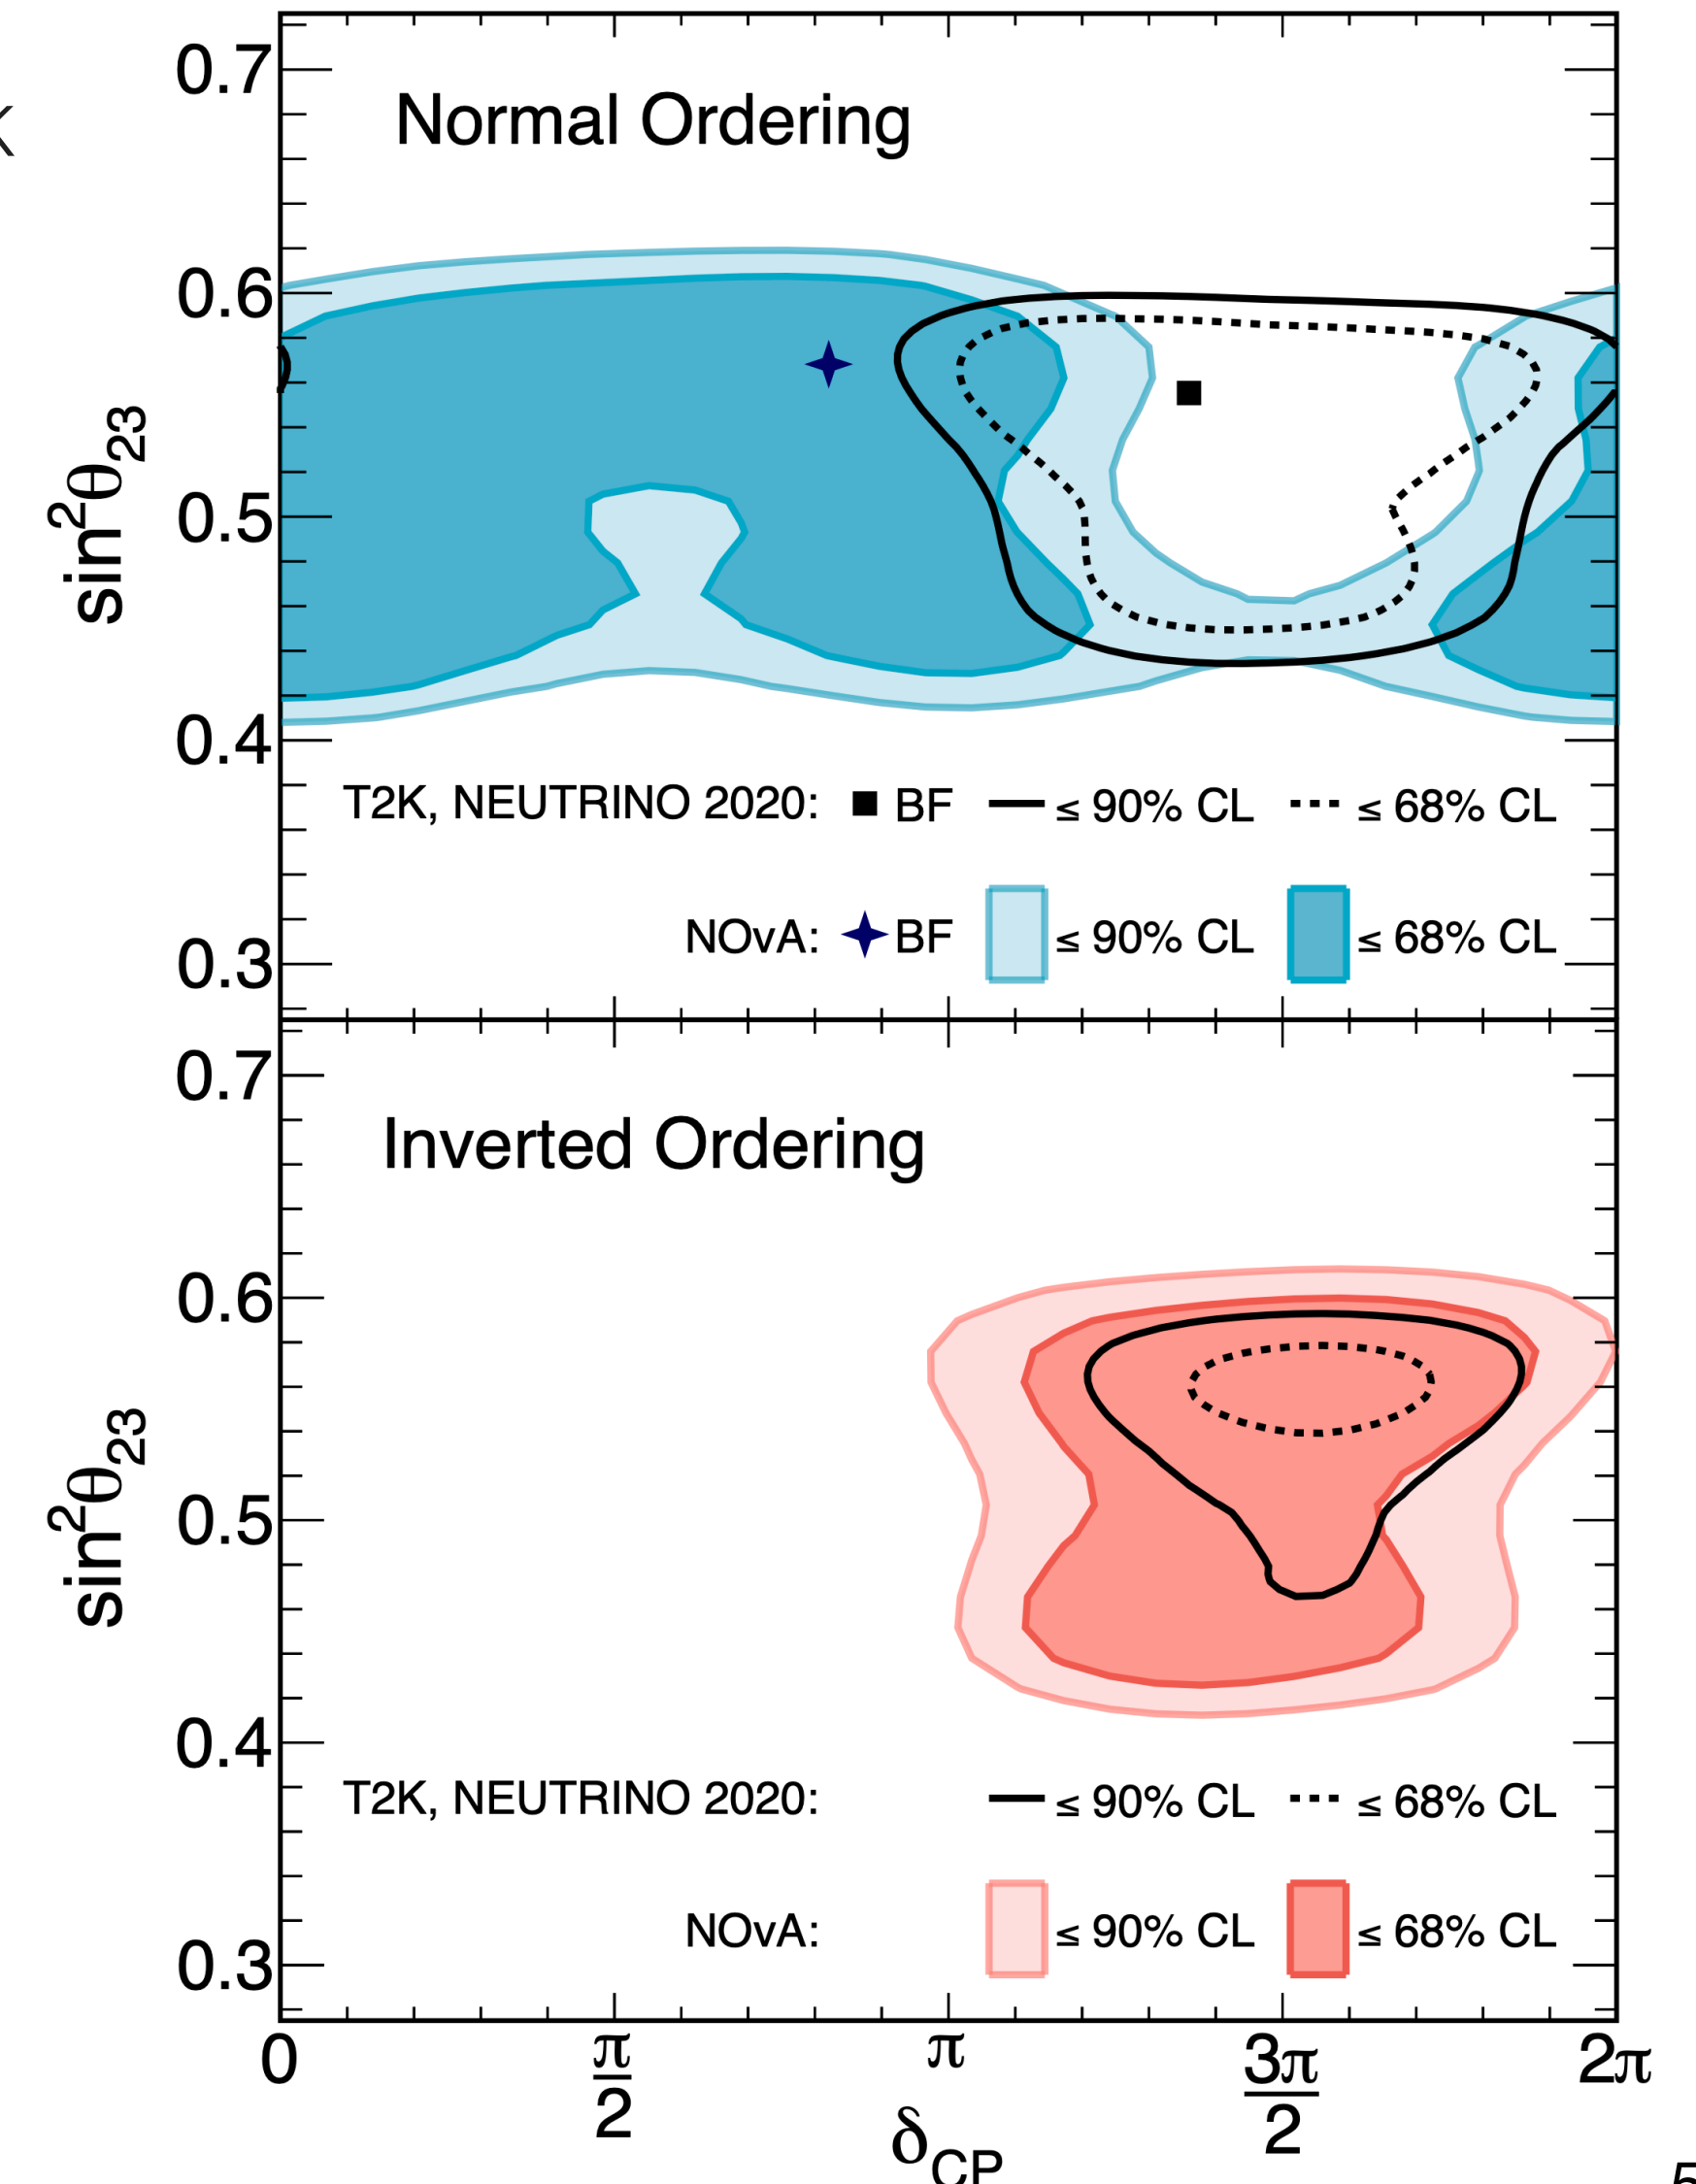 K
0.7
Normal Ordering
0.6
sin²θ₂₃
0.5
0.4
T2K, NEUTRINO 2020: BF ≤ 90% CL ≤ 68% CL
NOvA: BF ≤ 90% CL ≤ 68% CL
0.3
0.7
Inverted Ordering
0.6
sin²θ₂₃
0.5
0.4
T2K, NEUTRINO 2020: ≤ 90% CL ≤ 68% CL
NOvA: ≤ 90% CL ≤ 68% CL
0.3
0 π/2 π 3π/2 2π
δCP